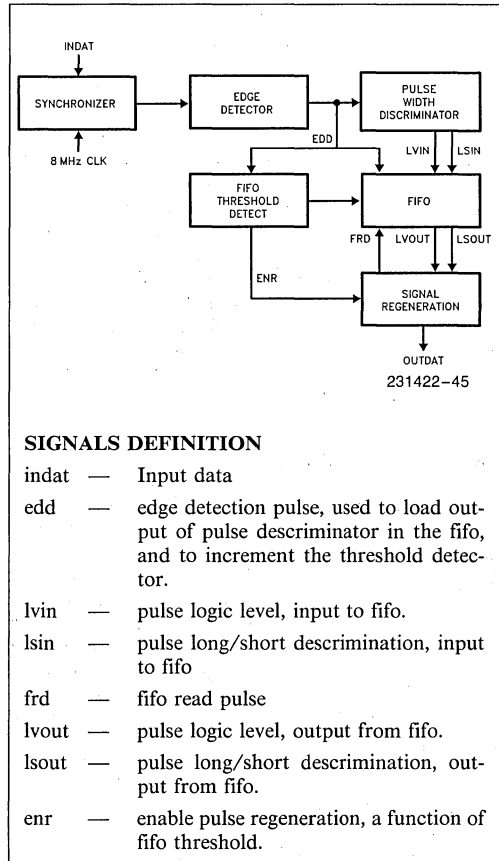 INDAT
SYNCHRONIZER
8 MHz CLK
EDGE
DETECTOR
EDD
PULSE
WIDTH
DISCRIMINATOR
LVIN
LSIN
FIFO
THRESHOLD
DETECT
FIFO
FRD
LVOUT
LSOUT
ENR
SIGNAL
REGENERATION
OUTDAT
231422-45
SIGNALS DEFINITION
indat — Input data
edd — edge detection pulse, used to load out-
put of pulse descriminator in the fifo,
and to increment the threshold detec-
tor.
lvin — pulse logic level, input to fifo.
lsin — pulse long/short descrimination, input
to fifo
frd — fifo read pulse
lvout — pulse logic level, output from fifo.
lsout — pulse long/short descrimination, out-
put from fifo.
enr — enable pulse regeneration, a function of
fifo threshold.